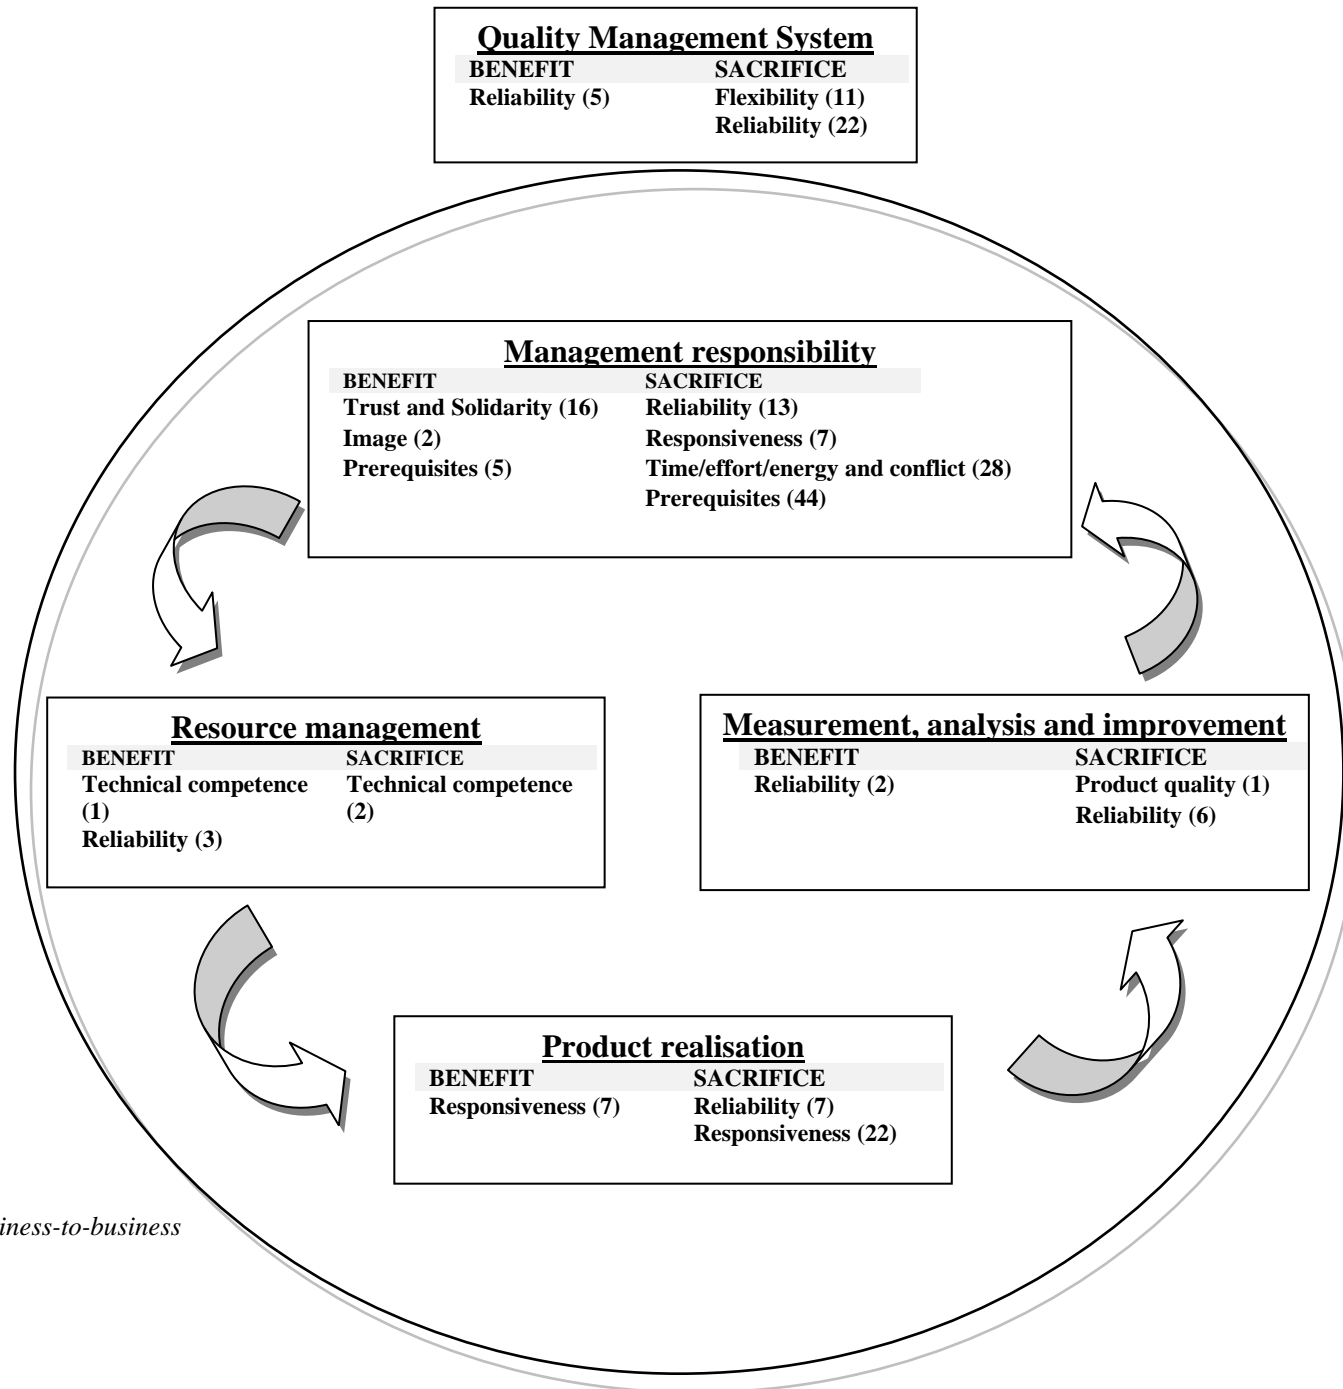 Quality Management System
BENEFIT SACRIFICE
Reliability (5) Flexibility (11)
Reliability (22)
Management responsibility
BENEFIT SACRIFICE
Trust and Solidarity (16) Reliability (13)
Image (2) Responsiveness (7)
Prerequisites (5) Time/effort/energy and conflict (28)
Prerequisites (44)
Resource management
BENEFIT SACRIFICE
Technical competence Technical competence
(1) (2)
Reliability (3)
Measurement, analysis and improvement
BENEFIT SACRIFICE
Reliability (2) Product quality (1)
Reliability (6)
Product realisation
BENEFIT SACRIFICE
Responsiveness (7) Reliability (7)
Responsiveness (22)
iness-to-business